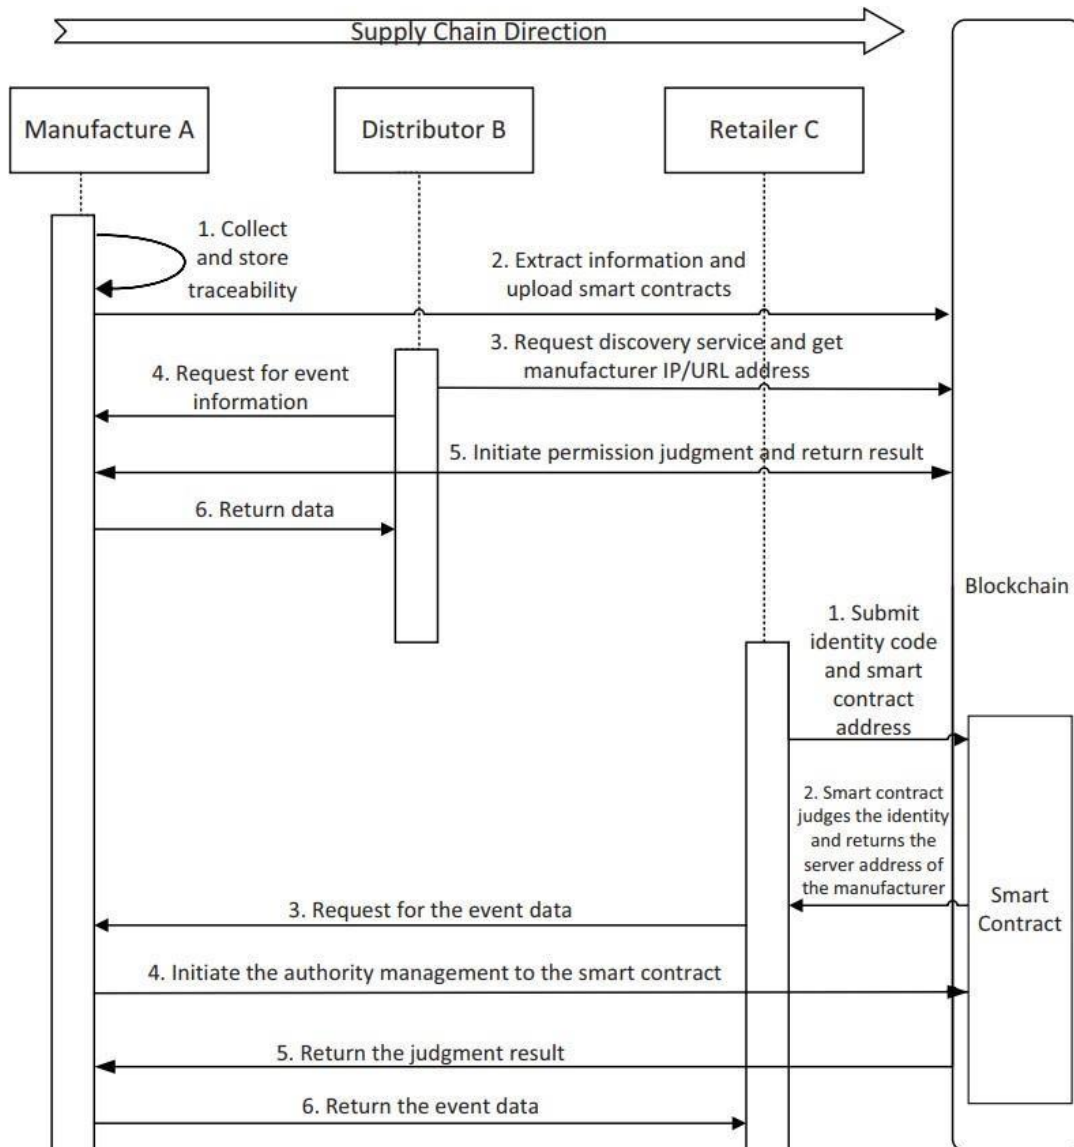 Supply Chain Direction
Manufacture A
Distributor B
Retailer C
1. Collect
and store
traceability
2. Extract information and
upload smart contracts
3. Request discovery service and get
manufacturer IP/URL address
4. Request for event
information
5. Initiate permission judgment and return result
6. Return data
Blockchain
1. Submit
identity code
and smart
contract
address
2. Smart contract
judges the identity
and returns the
server address of
the manufacturer
Smart
Contract
3. Request for the event data
4. Initiate the authority management to the smart contract
5. Return the judgment result
6. Return the event data